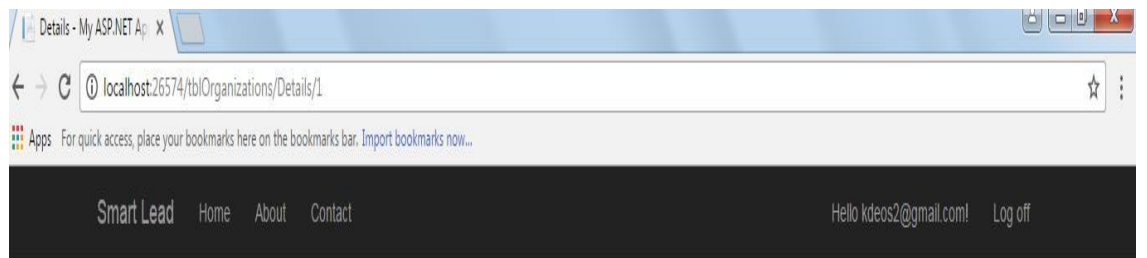 Details - My ASP.NET Ap
localhost:26574/tblOrganizations/Details/1
Apps For quick access, place your bookmarks here on the bookmarks bar. Import bookmarks now...
Smart Lead Home About Contact Hello kdeos2@gmail.com! Log off